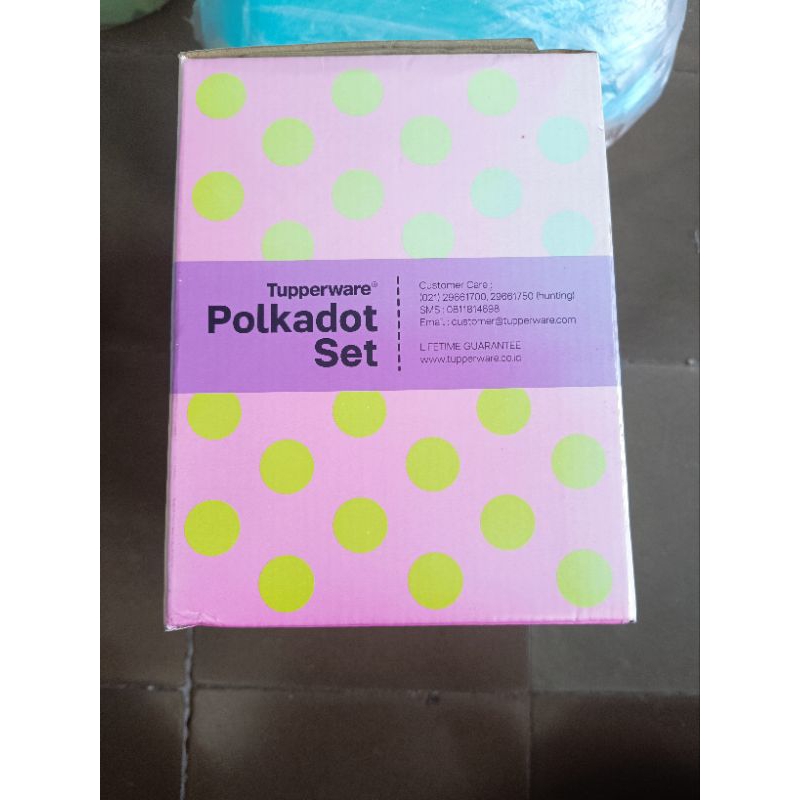 Tupperware®
Polkadot
Set
Customer Care :
(021) 29661700, 29661750 (hunting)
SMS : 0811814698
Email : customer@tupperware.com
LIFETIME GUARANTEE
www.tupperware.co.id